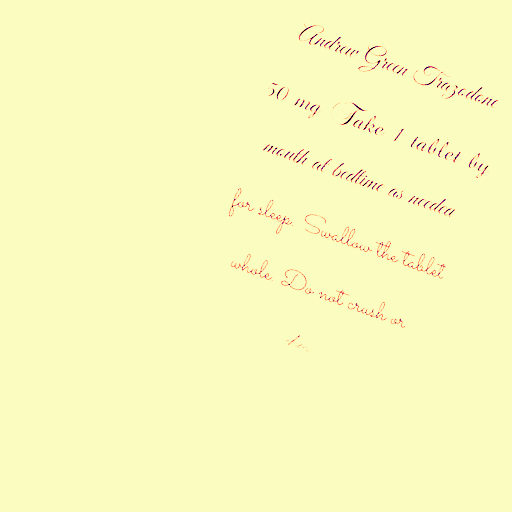 Andrew Green Trazodone
50 mg Take 1 tablet by
mouth at bedtime as needed
for sleep. Swallow the tablet
whole. Do not crush or